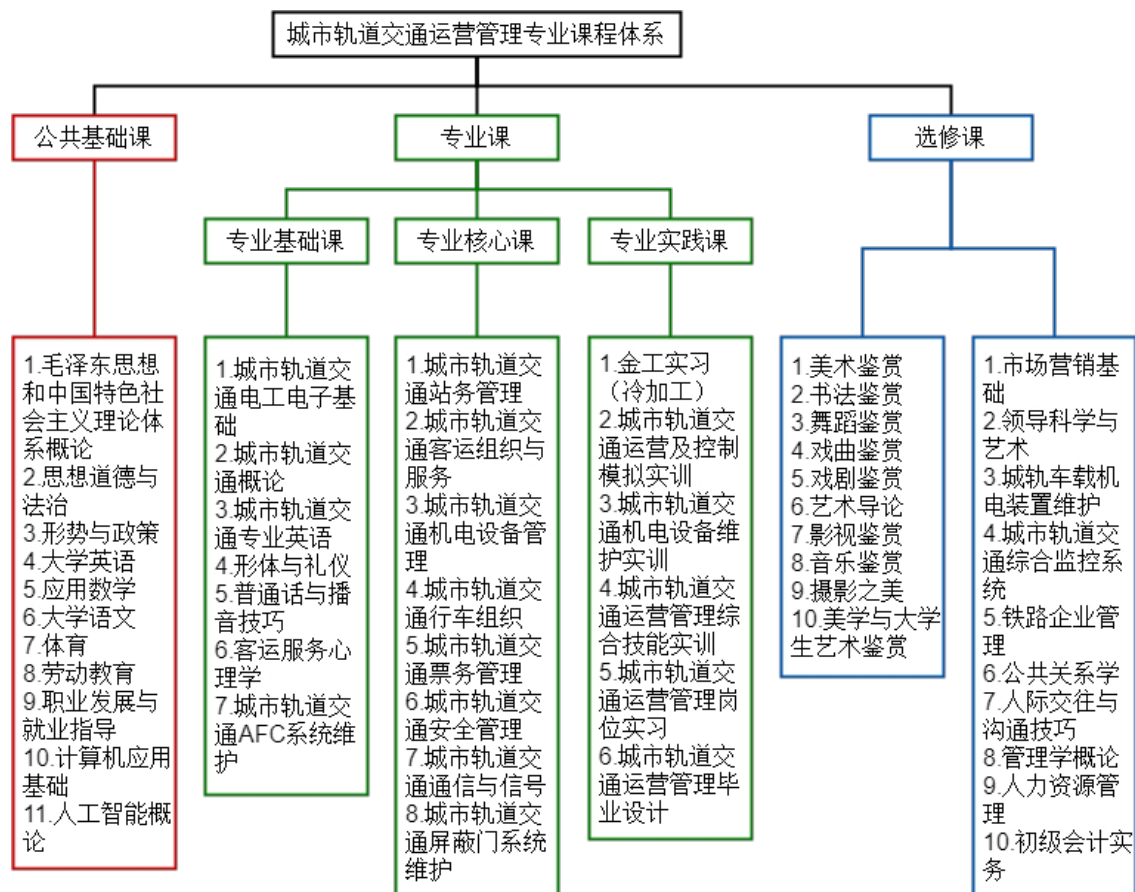 城市轨道交通运营管理专业课程体系
公共基础课
专业课
选修课
专业基础课
专业核心课
专业实践课
1.毛泽东思想
和中国特色社
会主义理论体
系概论
2.思想道德与
法治
3.形势与政策
4.大学英语
5.应用数学
6.大学语文
7.体育
8.劳动教育
9.职业发展与
就业指导
10.计算机应用
基础
11.人工智能概
论
1.城市轨道交
通电工电子基
础
2.城市轨道交
通概论
3.城市轨道交
通专业英语
4.形体与礼仪
5.普通话与播
音技巧
6.客运服务心
理学
7.城市轨道交
通AFC系统维
护
1.城市轨道交
通站务管理
2.城市轨道交
通客运组织与
服务
3.城市轨道交
通机电设备管
理
4.城市轨道交
通行车组织
5.城市轨道交
通票务管理
6.城市轨道交
通安全管理
7.城市轨道交
通通信与信号
8.城市轨道交
通屏蔽门系统
维护
1.金工实习
（冷加工）
2.城市轨道交
通运营及控制
模拟实训
3.城市轨道交
通机电设备维
护实训
4.城市轨道交
通运营管理综
合技能实训
5.城市轨道交
通运营管理岗
位实习
6.城市轨道交
通运营管理毕
业设计
1.美术鉴赏
2.书法鉴赏
3.舞蹈鉴赏
4.戏曲鉴赏
5.戏剧鉴赏
6.艺术导论
7.影视鉴赏
8.音乐鉴赏
9.摄影之美
10.美学与大学
生艺术鉴赏
1.市场营销基
础
2.领导科学与
艺术
3.城轨车载机
电装置维护
4.城市轨道交
通综合监控系
统
5.铁路企业管
理
6.公共关系学
7.人际交往与
沟通技巧
8.管理学概论
9.人力资源管
理
10.初级会计实
务